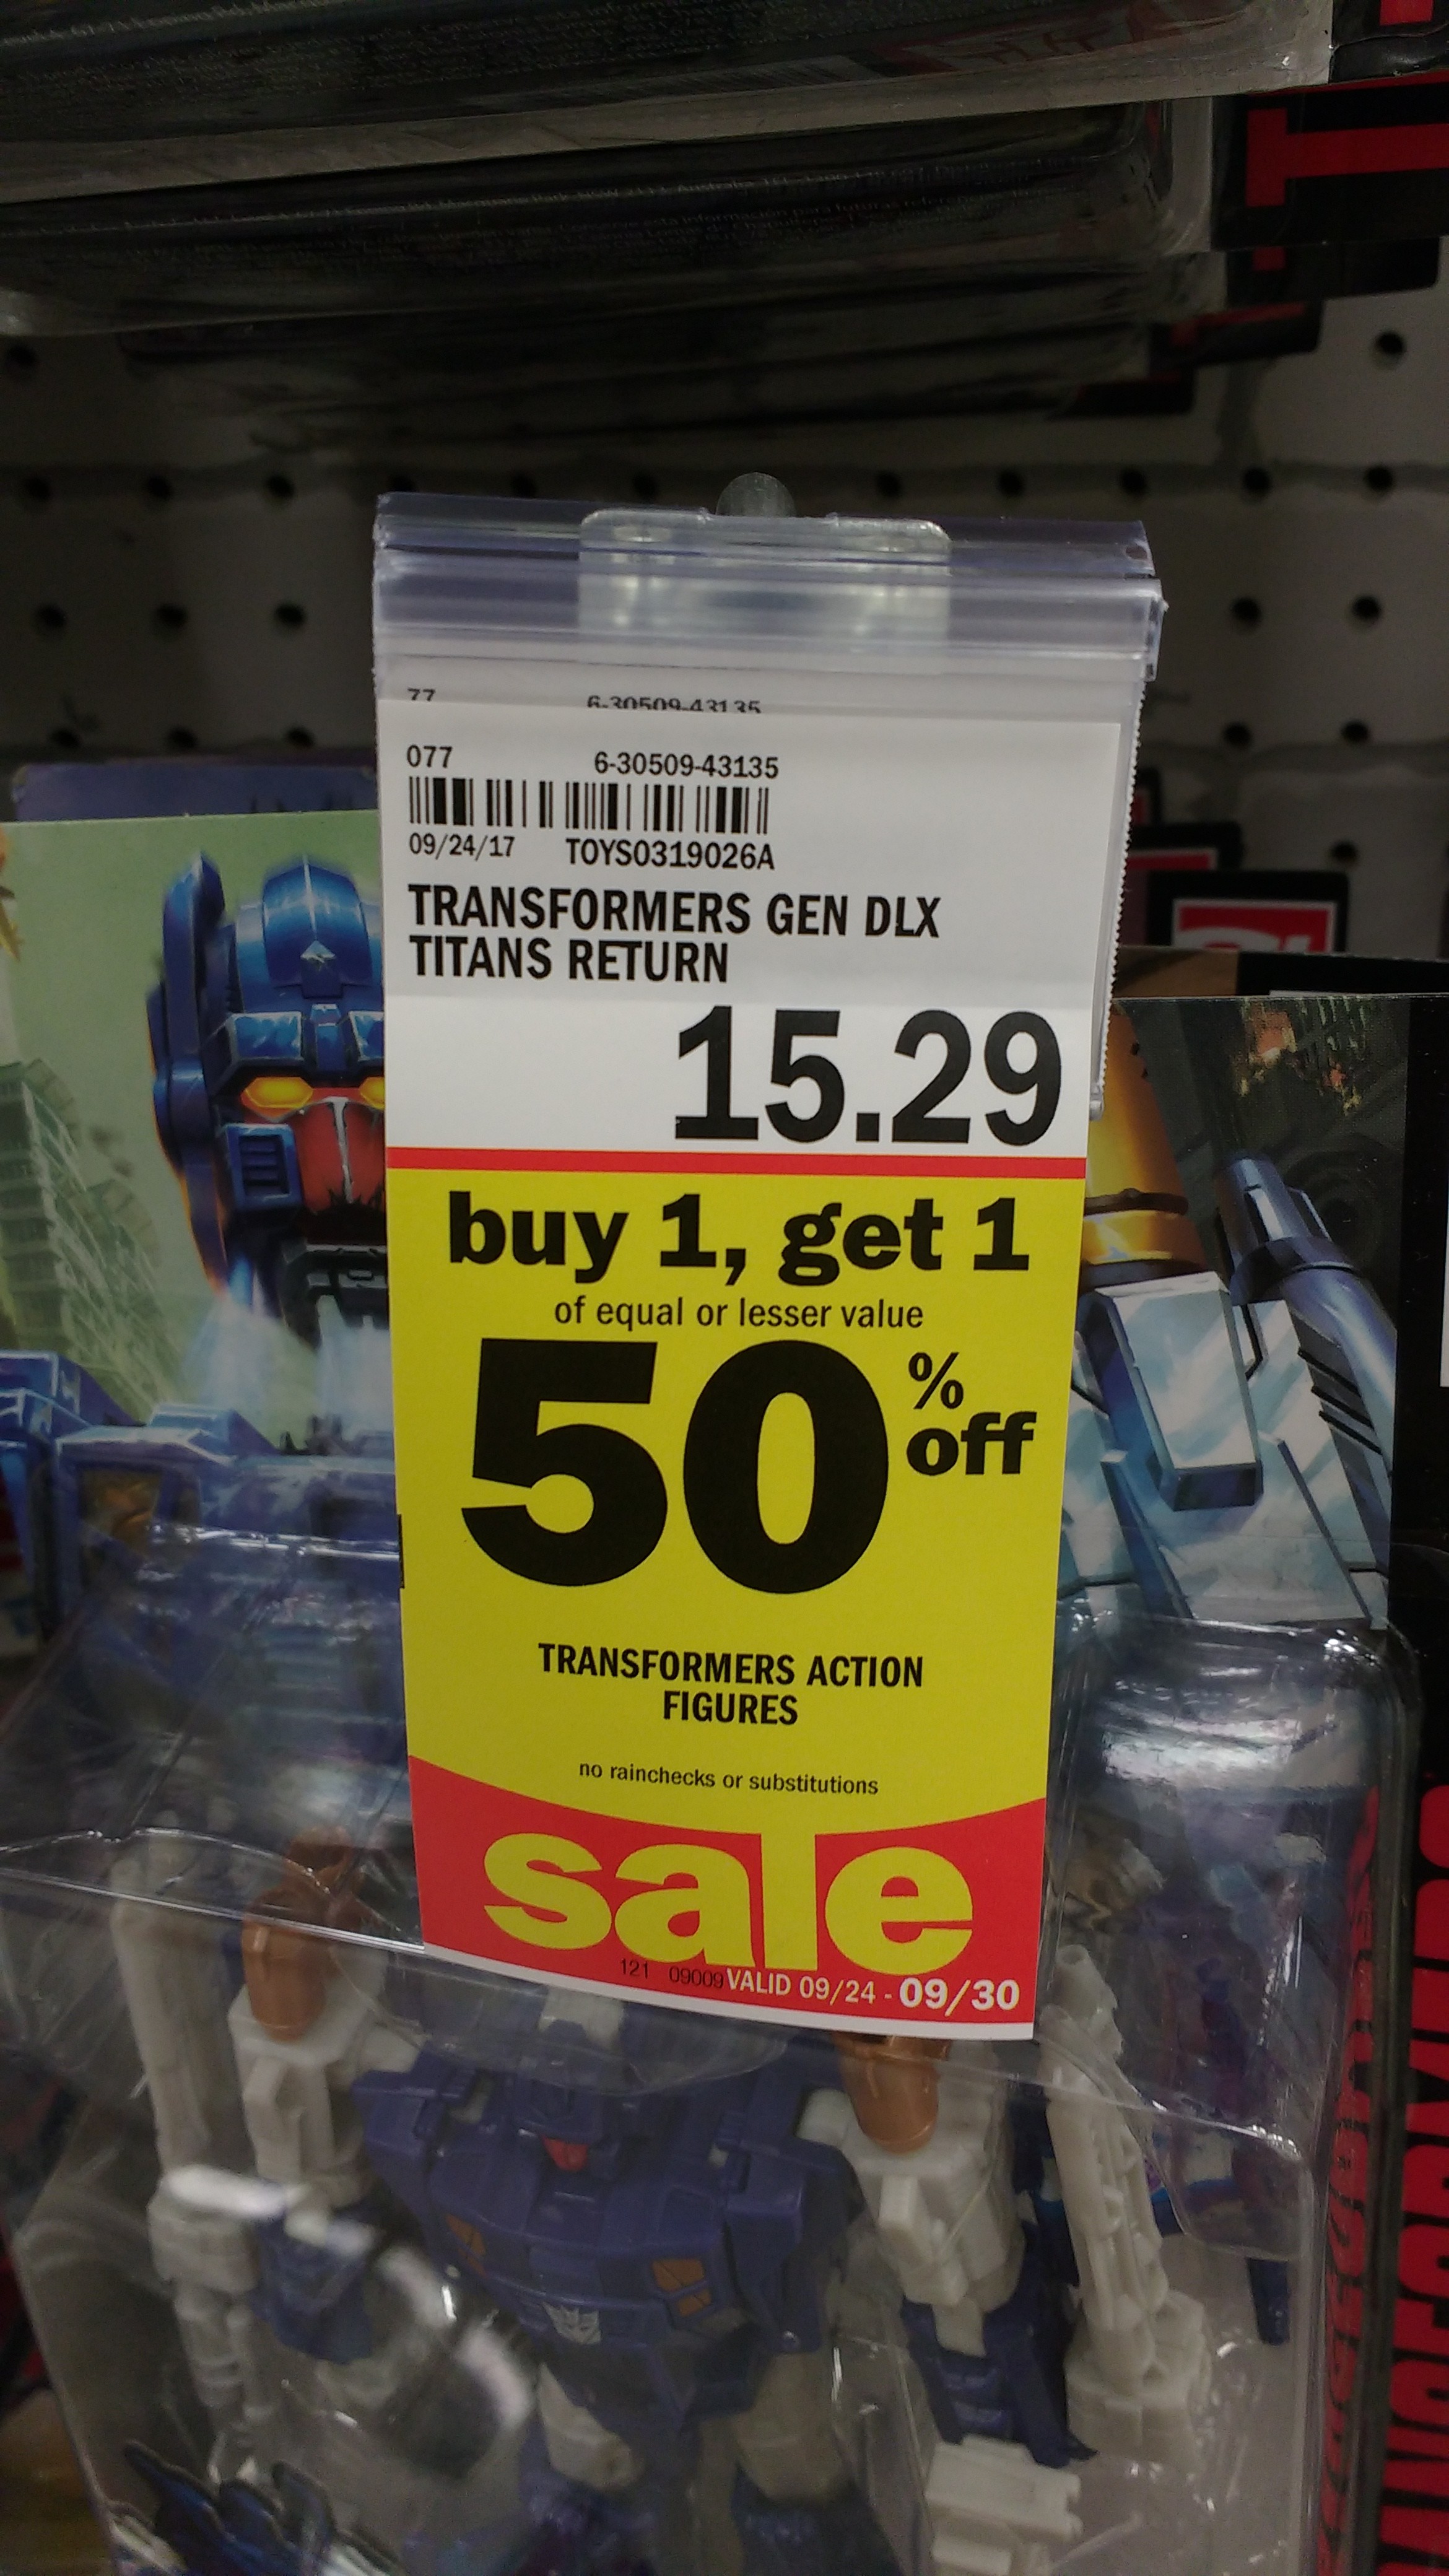 77 6-30509-43135
077 6-30509-43135
09/24/17 TOYS0319026A
TRANSFORMERS GEN DLX
TITANS RETURN
15.29
buy 1, get 1
of equal or lesser value
50 % off
TRANSFORMERS ACTION
FIGURES
no rainchecks or substitutions
sale
121 09009 VALID 09/24 - 09/30